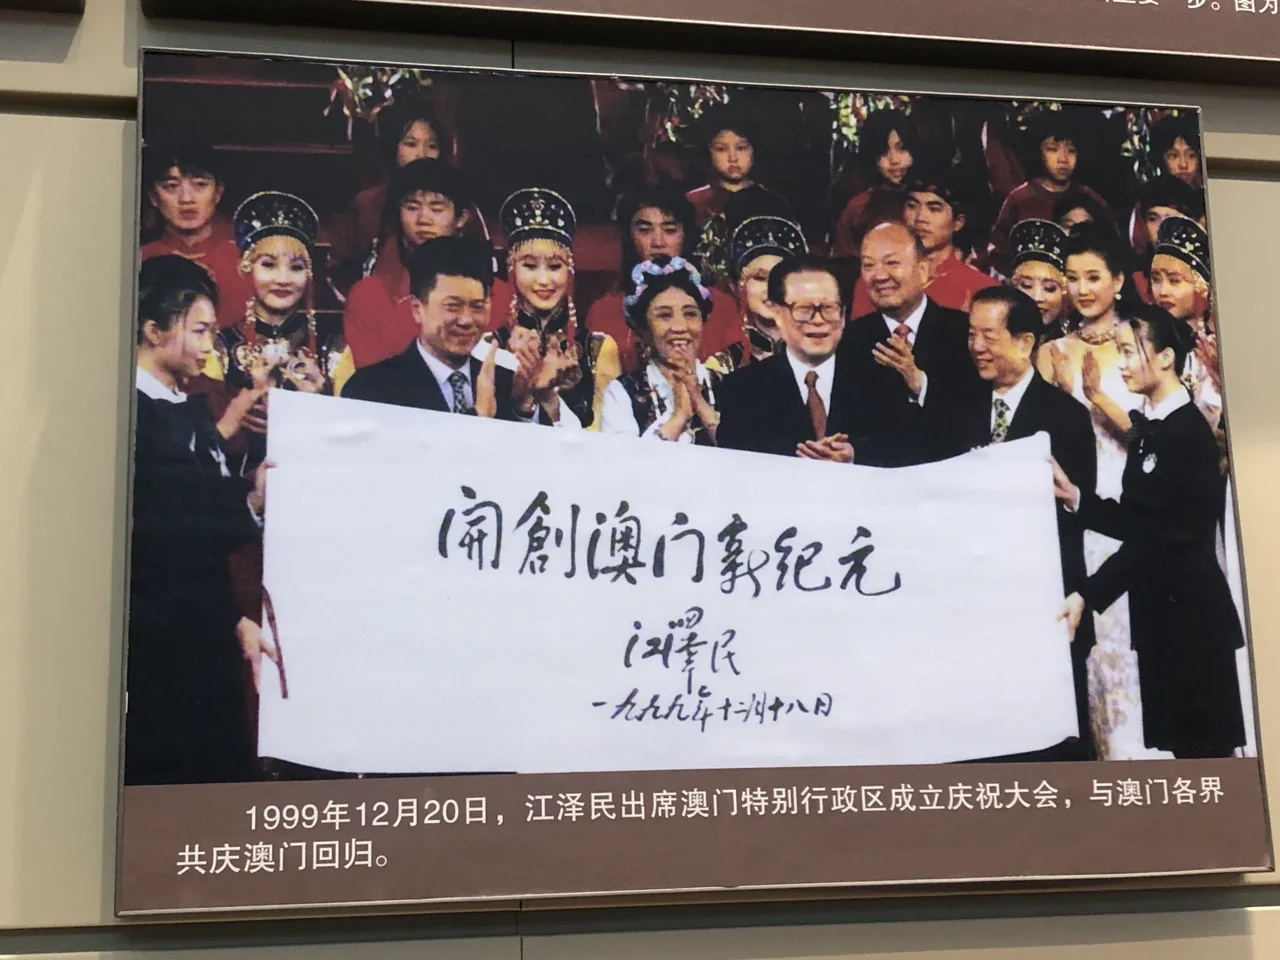 步。图为
開創澳门新纪元
江澤民
一九九九年十二月十八日
1999年12月20日，江泽民出席澳门特别行政区成立庆祝大会，与澳门各界
共庆澳门回归。